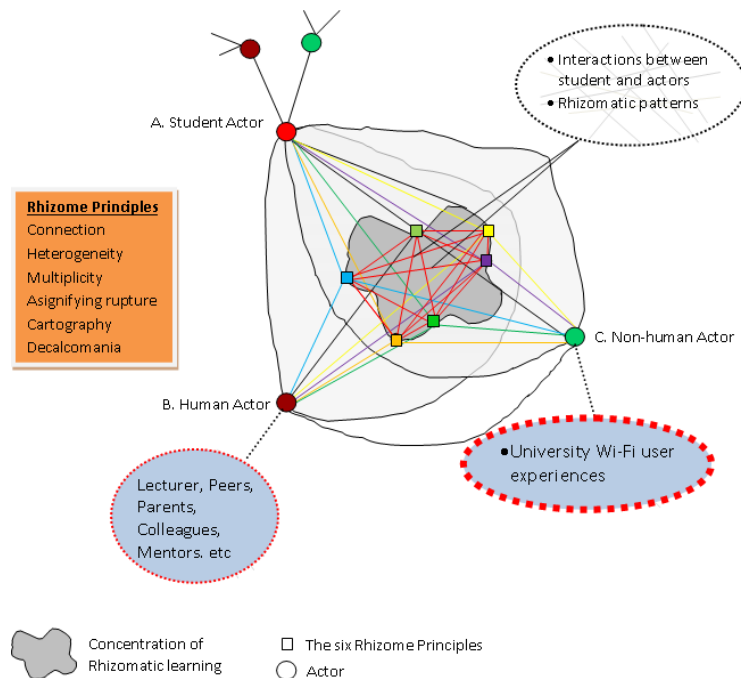 • Interactions between
student and actors
• Rhizomatic patterns
A. Student Actor
Rhizome Principles
Connection
Heterogeneity
Multiplicity
Asignifying rupture
Cartography
Decalcomania
C. Non-human Actor
B. Human Actor
•University Wi-Fi user
experiences
Lecturer, Peers,
Parents,
Colleagues,
Mentors. etc
Concentration of
Rhizomatic learning
The six Rhizome Principles
Actor